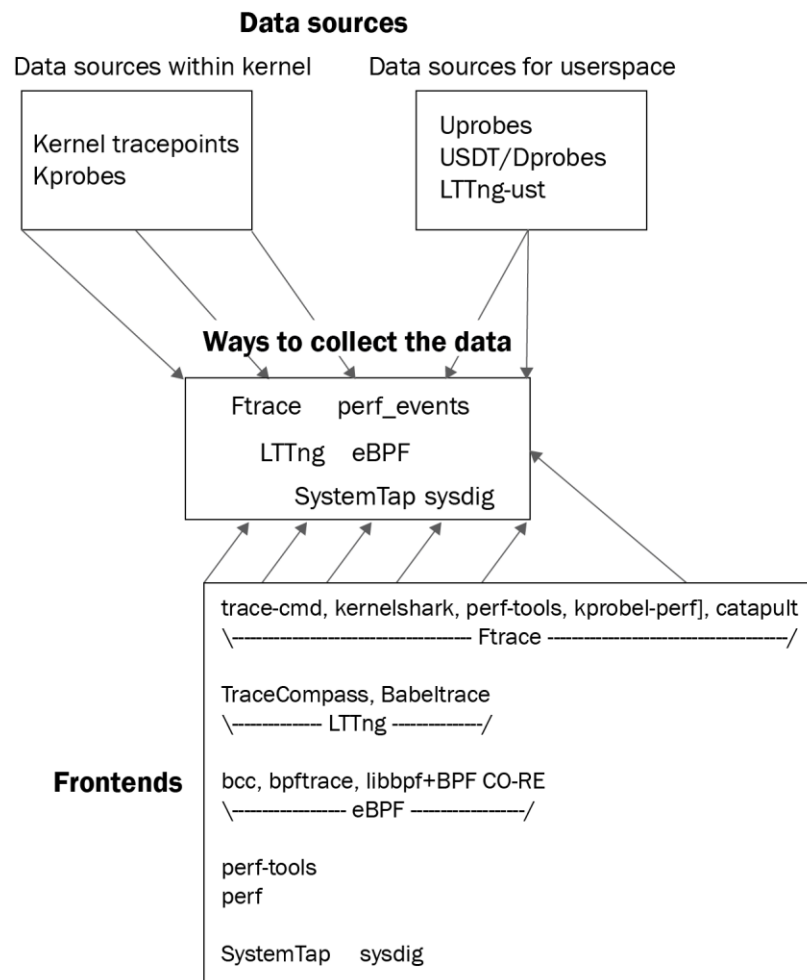 Data sources
Data sources within kernel
Data sources for userspace
Kernel tracepoints
Kprobes
Uprobes
USDT/Dprobes
LTTng-ust
Ways to collect the data
Ftrace perf_events
LTTng eBPF
SystemTap sysdig
Frontends
trace-cmd, kernelshark, perf-tools, kprobel-perf], catapult
\---------------------------------- Ftrace ----------------------------------/
TraceCompass, Babeltrace
\------------- LTTng -------------/
bcc, bpftrace, libbpf+BPF CO-RE
\---------------- eBPF ----------------/
perf-tools
perf
SystemTap sysdig